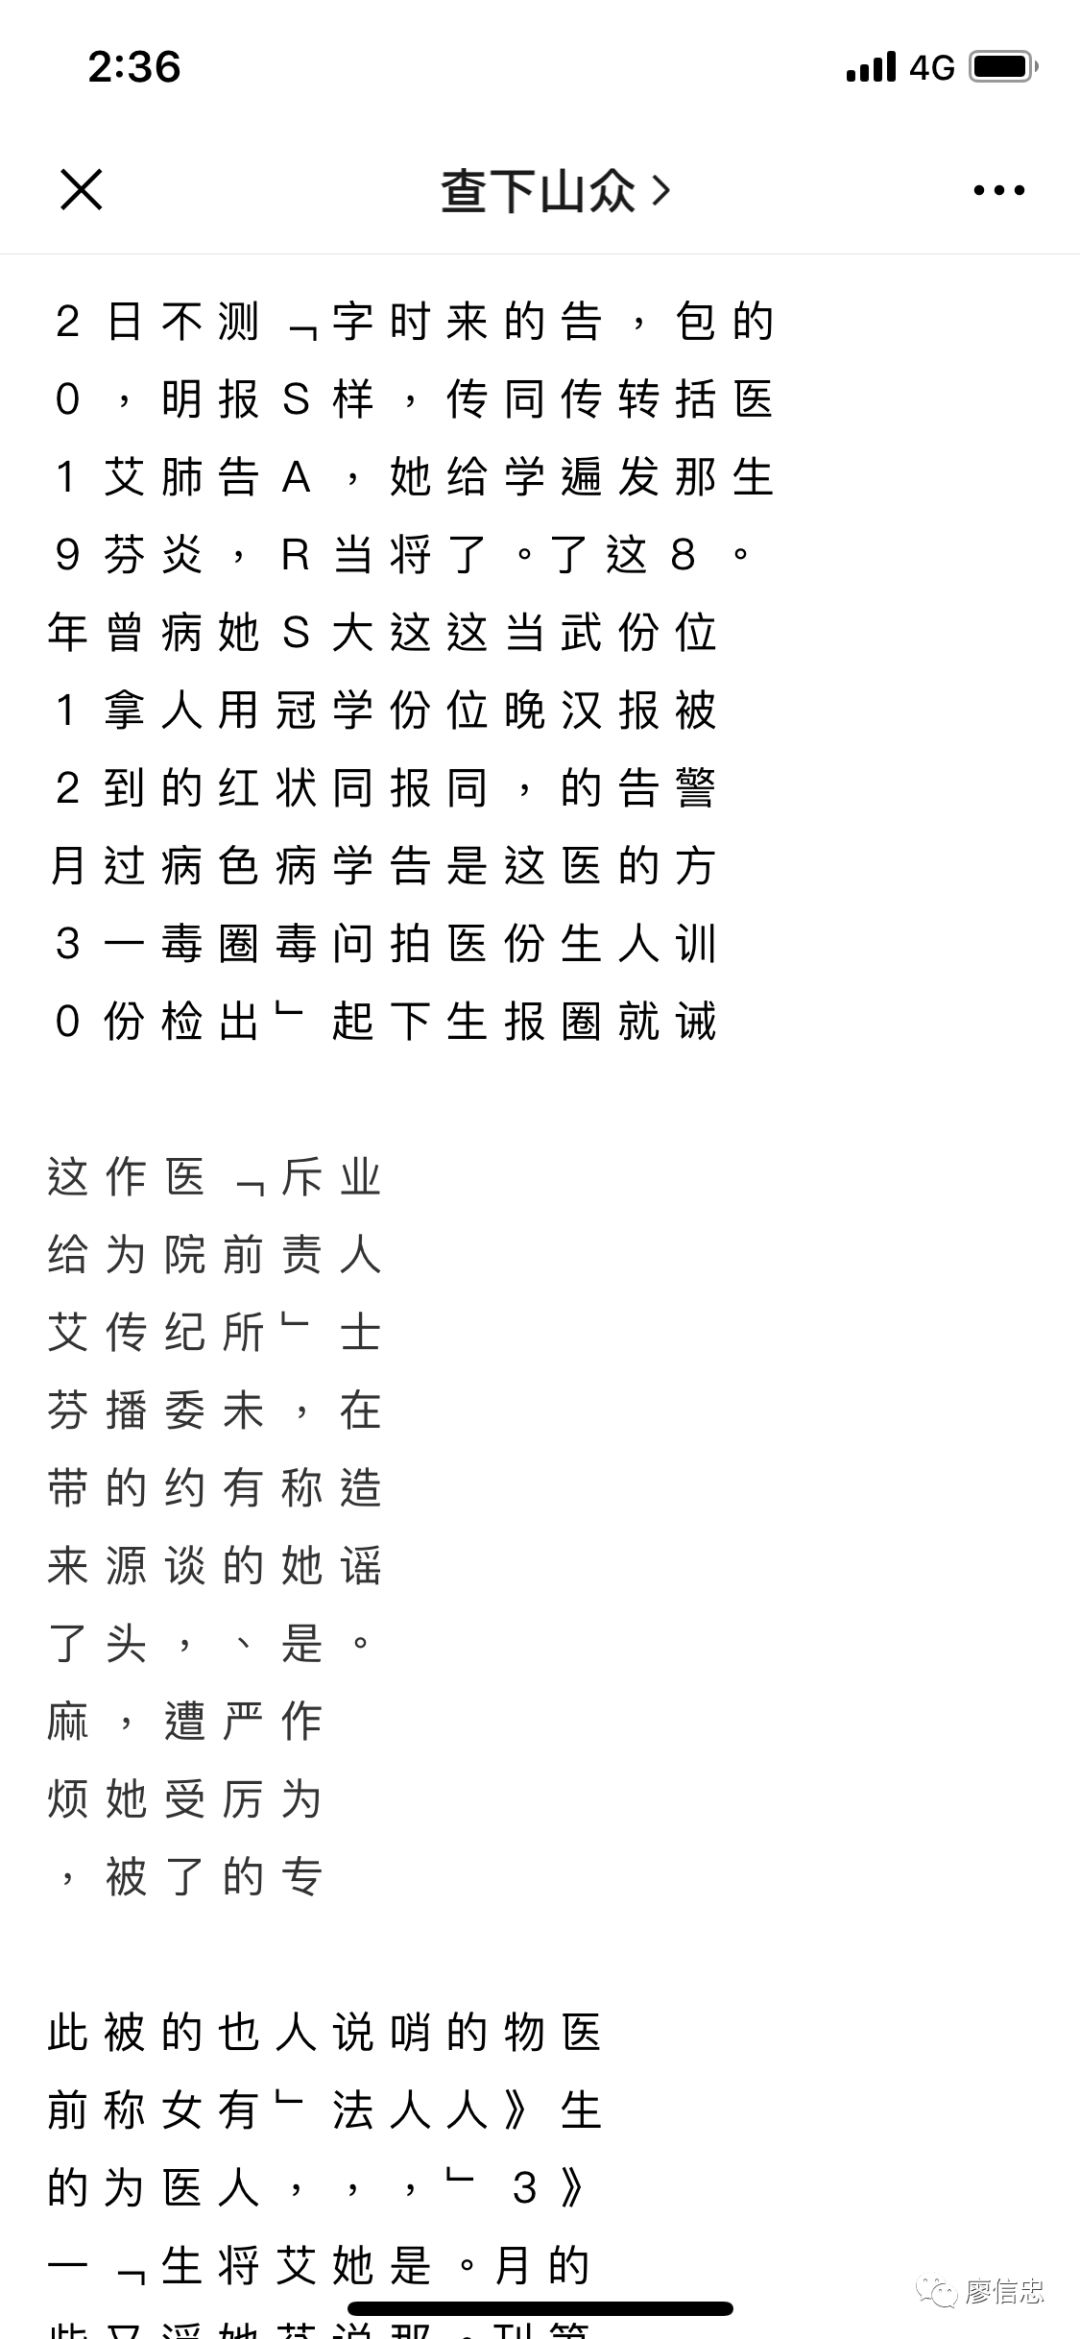 2:36
4G
查下山众
2019年12月30
日，艾芬曾拿到过一份
不明肺炎病人的病毒检
测报告，她用红色圈出
﹁SARS冠状病毒﹂
字样，当大学同学问起
时，她将这份报告拍下
来传给了这位同是医生
的同学。当晚，这份报
告传遍了武汉的医生圈
，转发这份报告的人就
包括那8位被警方训诫
的医生。
这给艾芬带来了麻烦，
作为传播的源头，她被
医院纪委约谈，遭受了
﹁前所未有的、严厉的
斥责﹂，称她是作为专
业人士在造谣。
此前的一些
被称为﹁又
的女医生
也有人将她
人﹂，艾芬
说法，她说
哨人，是那
的人﹂。
物》3月刊
医生》的第
廖信忠